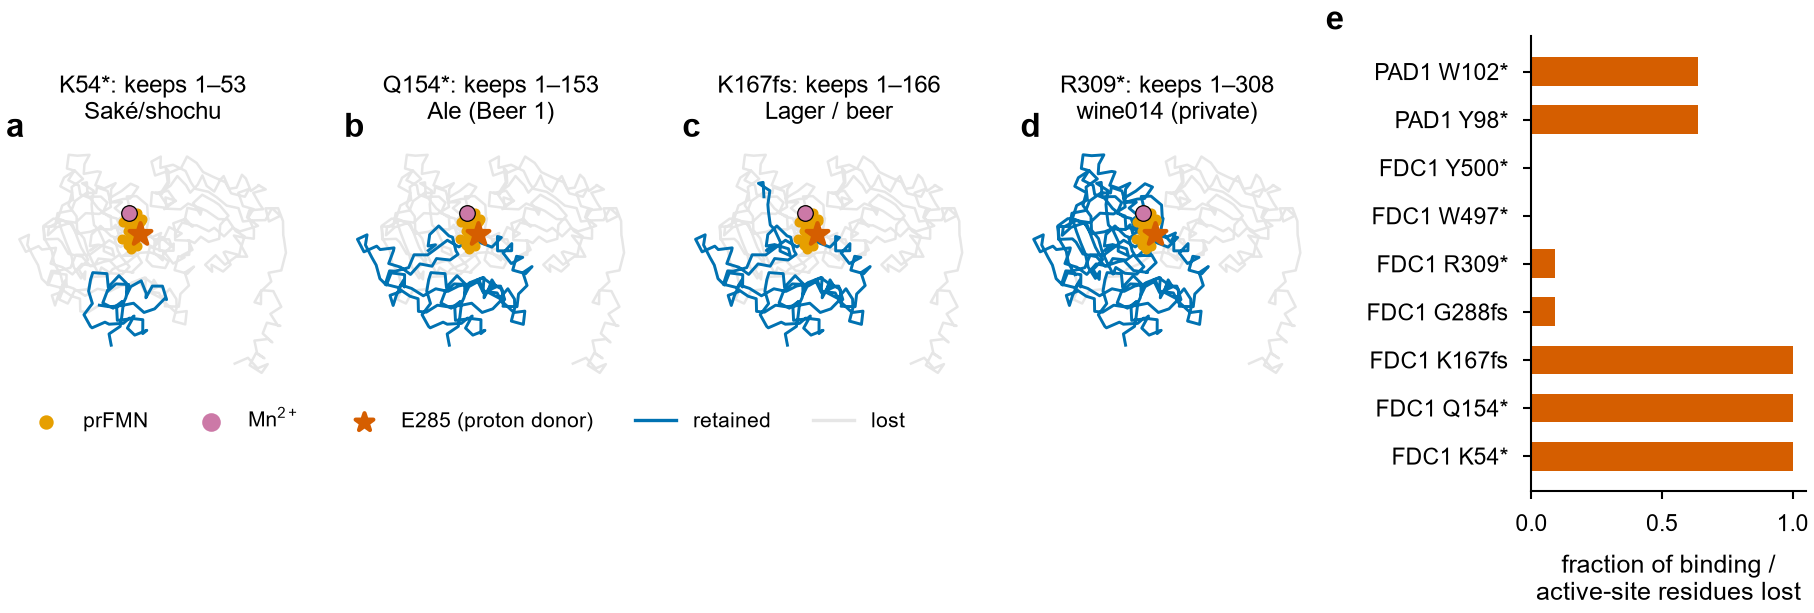 a
K54*: keeps 1–53
Saké/shochu
b
Q154*: keeps 1–153
Ale (Beer 1)
c
K167fs: keeps 1–166
Lager / beer
d
R309*: keeps 1–308
wine014 (private)
prFMN
Mn²⁺
E285 (proton donor)
retained
lost
e
PAD1 W102*
PAD1 Y98*
FDC1 Y500*
FDC1 W497*
FDC1 R309*
FDC1 G288fs
FDC1 K167fs
FDC1 Q154*
FDC1 K54*
0.0 0.5 1.0
fraction of binding /
active-site residues lost